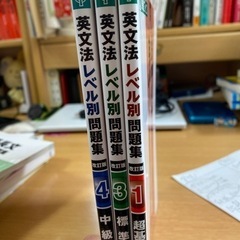 英文法レベル別問題集 改訂版 4 中級
英文法レベル別問題集 改訂版 3 標準
英文法レベル別問題集 改訂版 1 超基